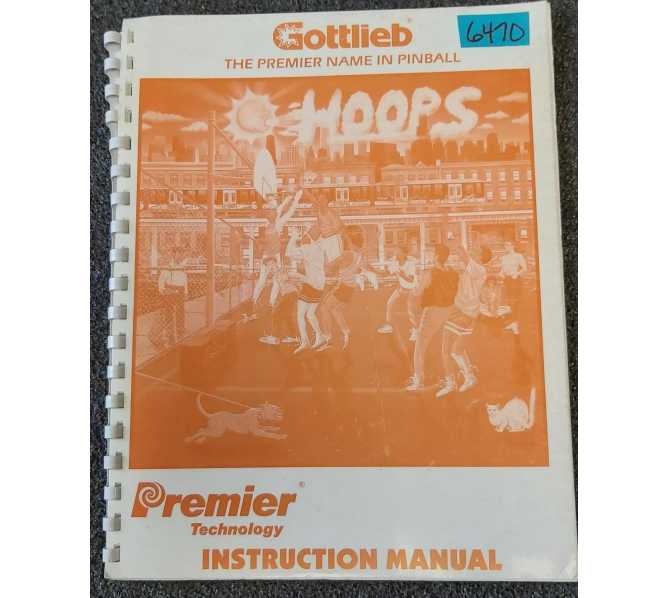 Gottlieb
6470
THE PREMIER NAME IN PINBALL
HOOPS
Premier®
Technology
INSTRUCTION MANUAL